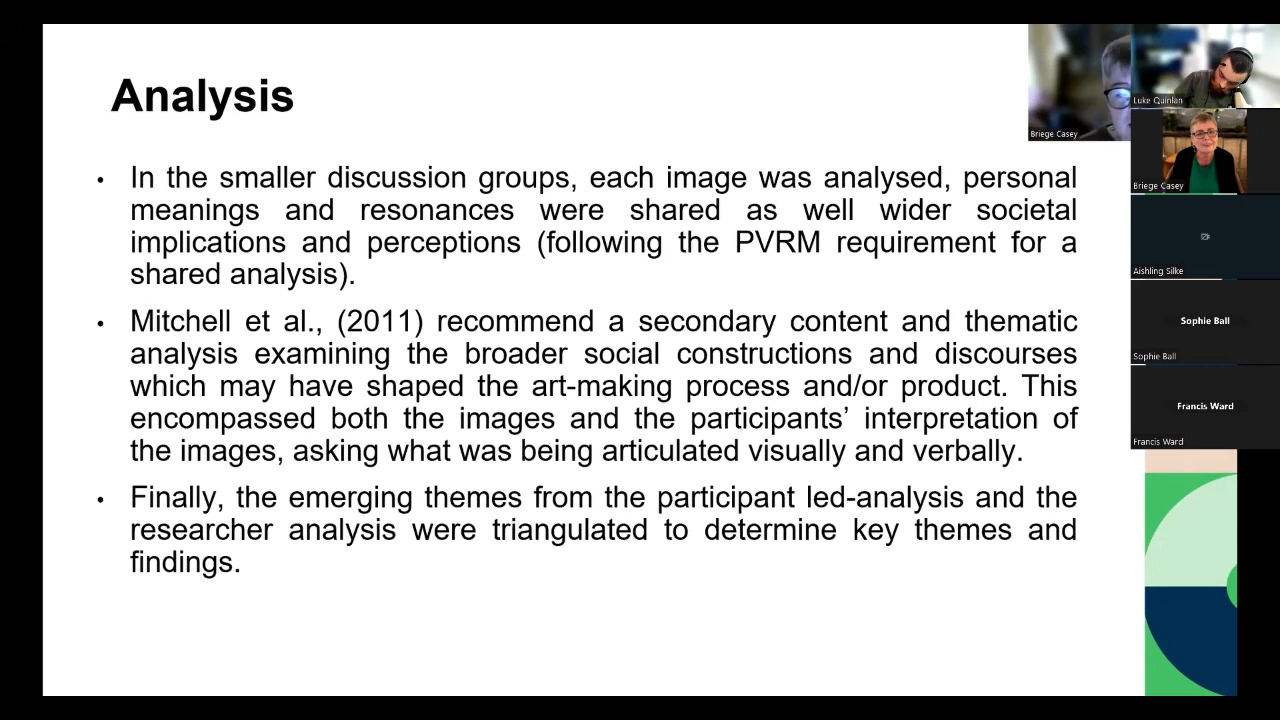 Analysis
• In the smaller discussion groups, each image was analysed, personal
meanings and resonances were shared as well wider societal
implications and perceptions (following the PVRM requirement for a
shared analysis).
• Mitchell et al., (2011) recommend a secondary content and thematic
analysis examining the broader social constructions and discourses
which may have shaped the art-making process and/or product. This
encompassed both the images and the participants’ interpretation of
the images, asking what was being articulated visually and verbally.
• Finally, the emerging themes from the participant led-analysis and the
researcher analysis were triangulated to determine key themes and
findings.
Briege Casey
Luke Quinlan
Briege Casey
Aishling Silke
Sophie Ball
Sophie Ball
Francis Ward
Francis Ward